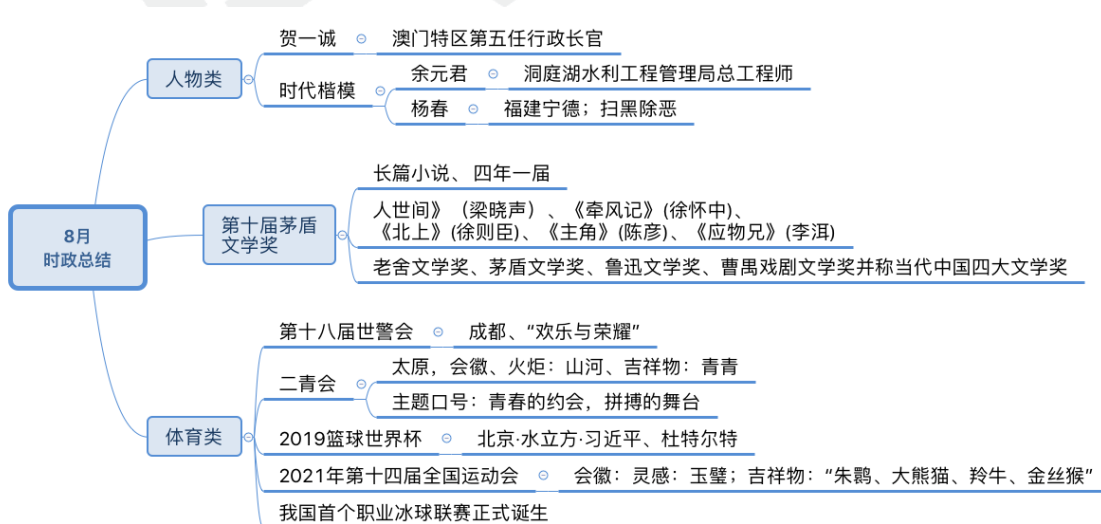 8月
时政总结
人物类
贺一诚
澳门特区第五任行政长官
时代楷模
余元君
洞庭湖水利工程管理局总工程师
杨春
福建宁德；扫黑除恶
第十届茅盾
文学奖
长篇小说、四年一届
人世间》（梁晓声）、《牵风记》(徐怀中)、
《北上》(徐则臣)、《主角》(陈彦)、《应物兄》(李洱)
老舍文学奖、茅盾文学奖、鲁迅文学奖、曹禺戏剧文学奖并称当代中国四大文学奖
体育类
第十八届世警会
成都、“欢乐与荣耀”
二青会
太原，会徽、火炬：山河、吉祥物：青青
主题口号：青春的约会，拼搏的舞台
2019篮球世界杯
北京·水立方·习近平、杜特尔特
2021年第十四届全国运动会
会徽：灵感：玉璧；吉祥物：“朱鹮、大熊猫、羚牛、金丝猴”
我国首个职业冰球联赛正式诞生